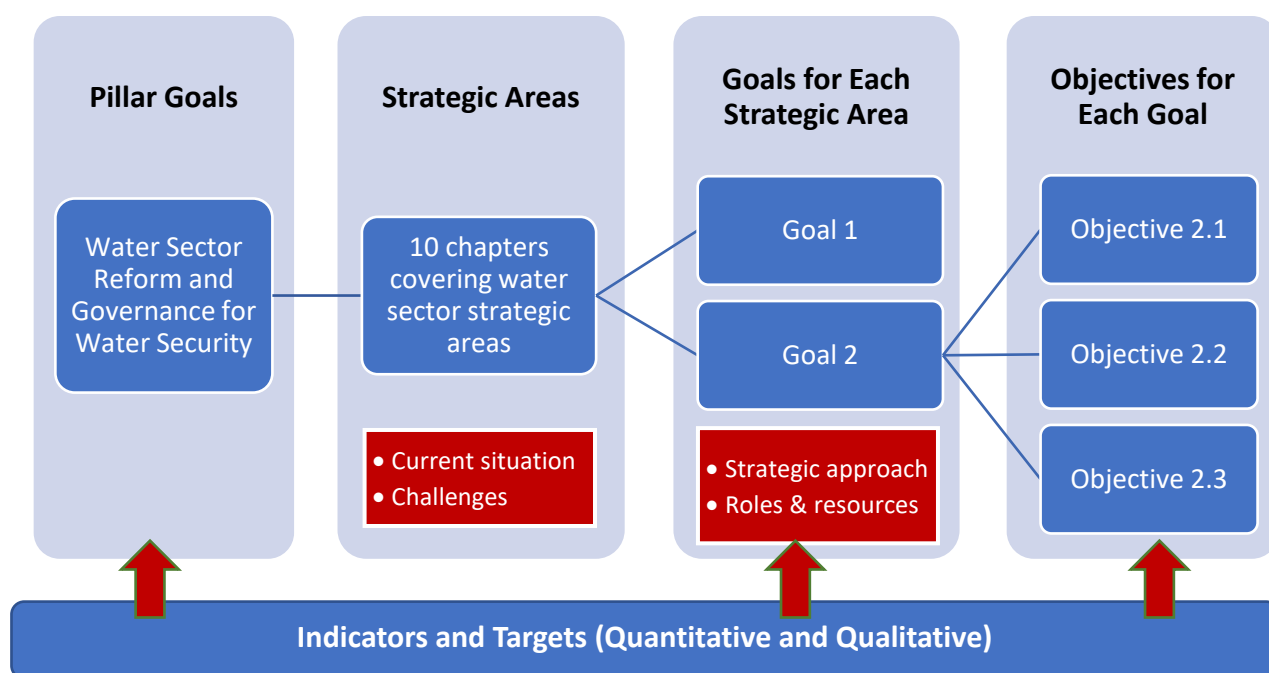 Pillar Goals
Water Sector
Reform and
Governance for
Water Security
Strategic Areas
10 chapters
covering water
sector strategic
areas
• Current situation
• Challenges
Goals for Each
Strategic Area
Goal 1
Goal 2
• Strategic approach
• Roles & resources
Objectives for
Each Goal
Objective 2.1
Objective 2.2
Objective 2.3
Indicators and Targets (Quantitative and Qualitative)